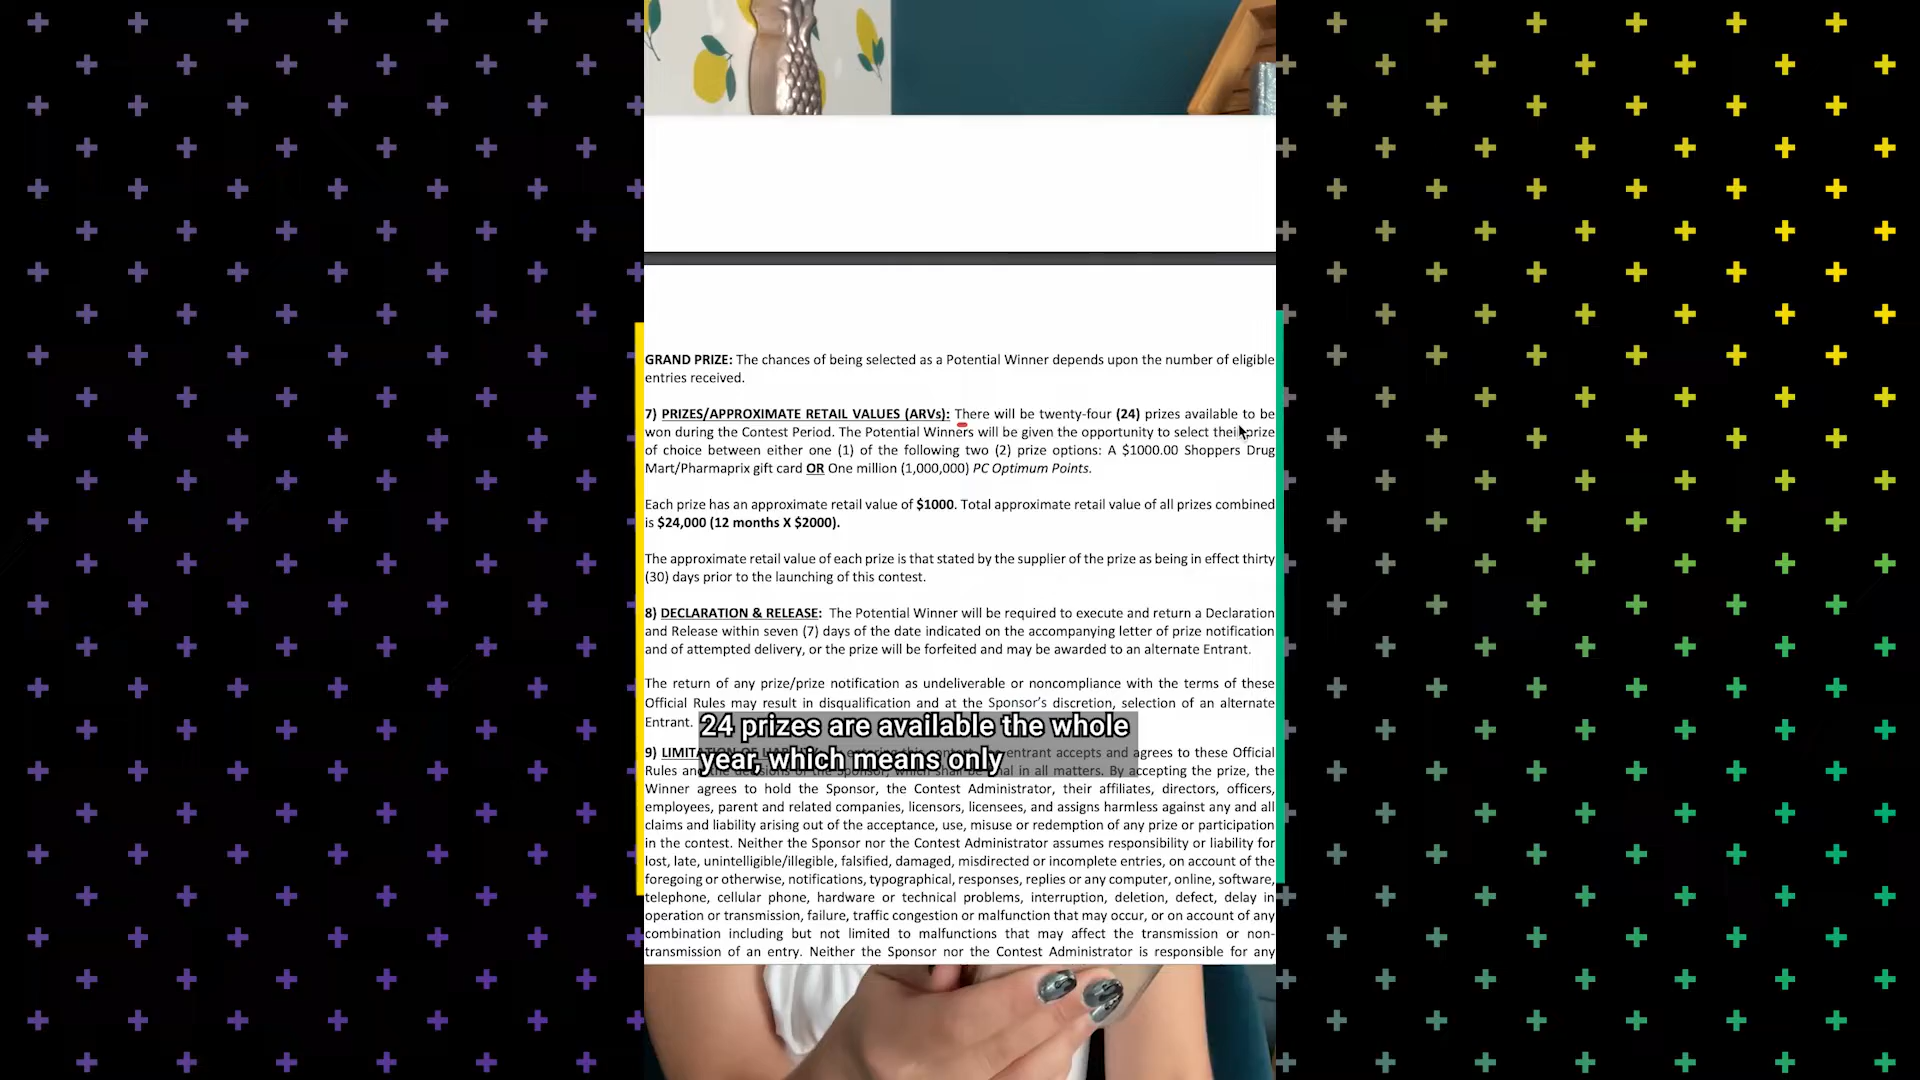 GRAND PRIZE: The chances of being selected as a Potential Winner depends upon the number of eligible
entries received.
7) PRIZES/APPROXIMATE RETAIL VALUES (ARVs): There will be twenty-four (24) prizes available to be
won during the Contest Period. The Potential Winners will be given the opportunity to select their prize
of choice between either one (1) of the following two (2) prize options: A $1000.00 Shoppers Drug
Mart/Pharmaprix gift card OR One million (1,000,000) PC Optimum Points.
Each prize has an approximate retail value of $1000. Total approximate retail value of all prizes combined
is $24,000 (12 months X $2000).
The approximate retail value of each prize is that stated by the supplier of the prize as being in effect thirty
(30) days prior to the launching of this contest.
8) DECLARATION & RELEASE: The Potential Winner will be required to execute and return a Declaration
and Release within seven (7) days of the date indicated on the accompanying letter of prize notification
and of attempted delivery, or the prize will be forfeited and may be awarded to an alternate Entrant.
The return of any prize/prize notification as undeliverable or noncompliance with the terms of these
Official Rules may result in disqualification and at the Sponsor's discretion, selection of an alternate
Entrant.
24 prizes are available the whole
year, which means only
9) LIMITATION OF LIABILITY: entering this contest, entrant accepts and agrees to these Official
Rules and the decisions of the Sponsor, which shall be final in all matters. By accepting the prize, the
Winner agrees to hold the Sponsor, the Contest Administrator, their affiliates, directors, officers,
employees, parent and related companies, licensors, licensees, and assigns harmless against any and all
claims and liability arising out of the acceptance, use, misuse or redemption of any prize or participation
in the contest. Neither the Sponsor nor the Contest Administrator assumes responsibility or liability for
lost, late, unintelligible/illegible, falsified, damaged, misdirected or incomplete entries, on account of the
foregoing or otherwise, notifications, typographical, responses, replies or any computer, online, software,
telephone, cellular phone, hardware or technical problems, interruption, deletion, defect, delay in
operation or transmission, failure, traffic congestion or malfunction that may occur, or on account of any
combination including but not limited to malfunctions that may affect the transmission or non-
transmission of an entry. Neither the Sponsor nor the Contest Administrator is responsible for any